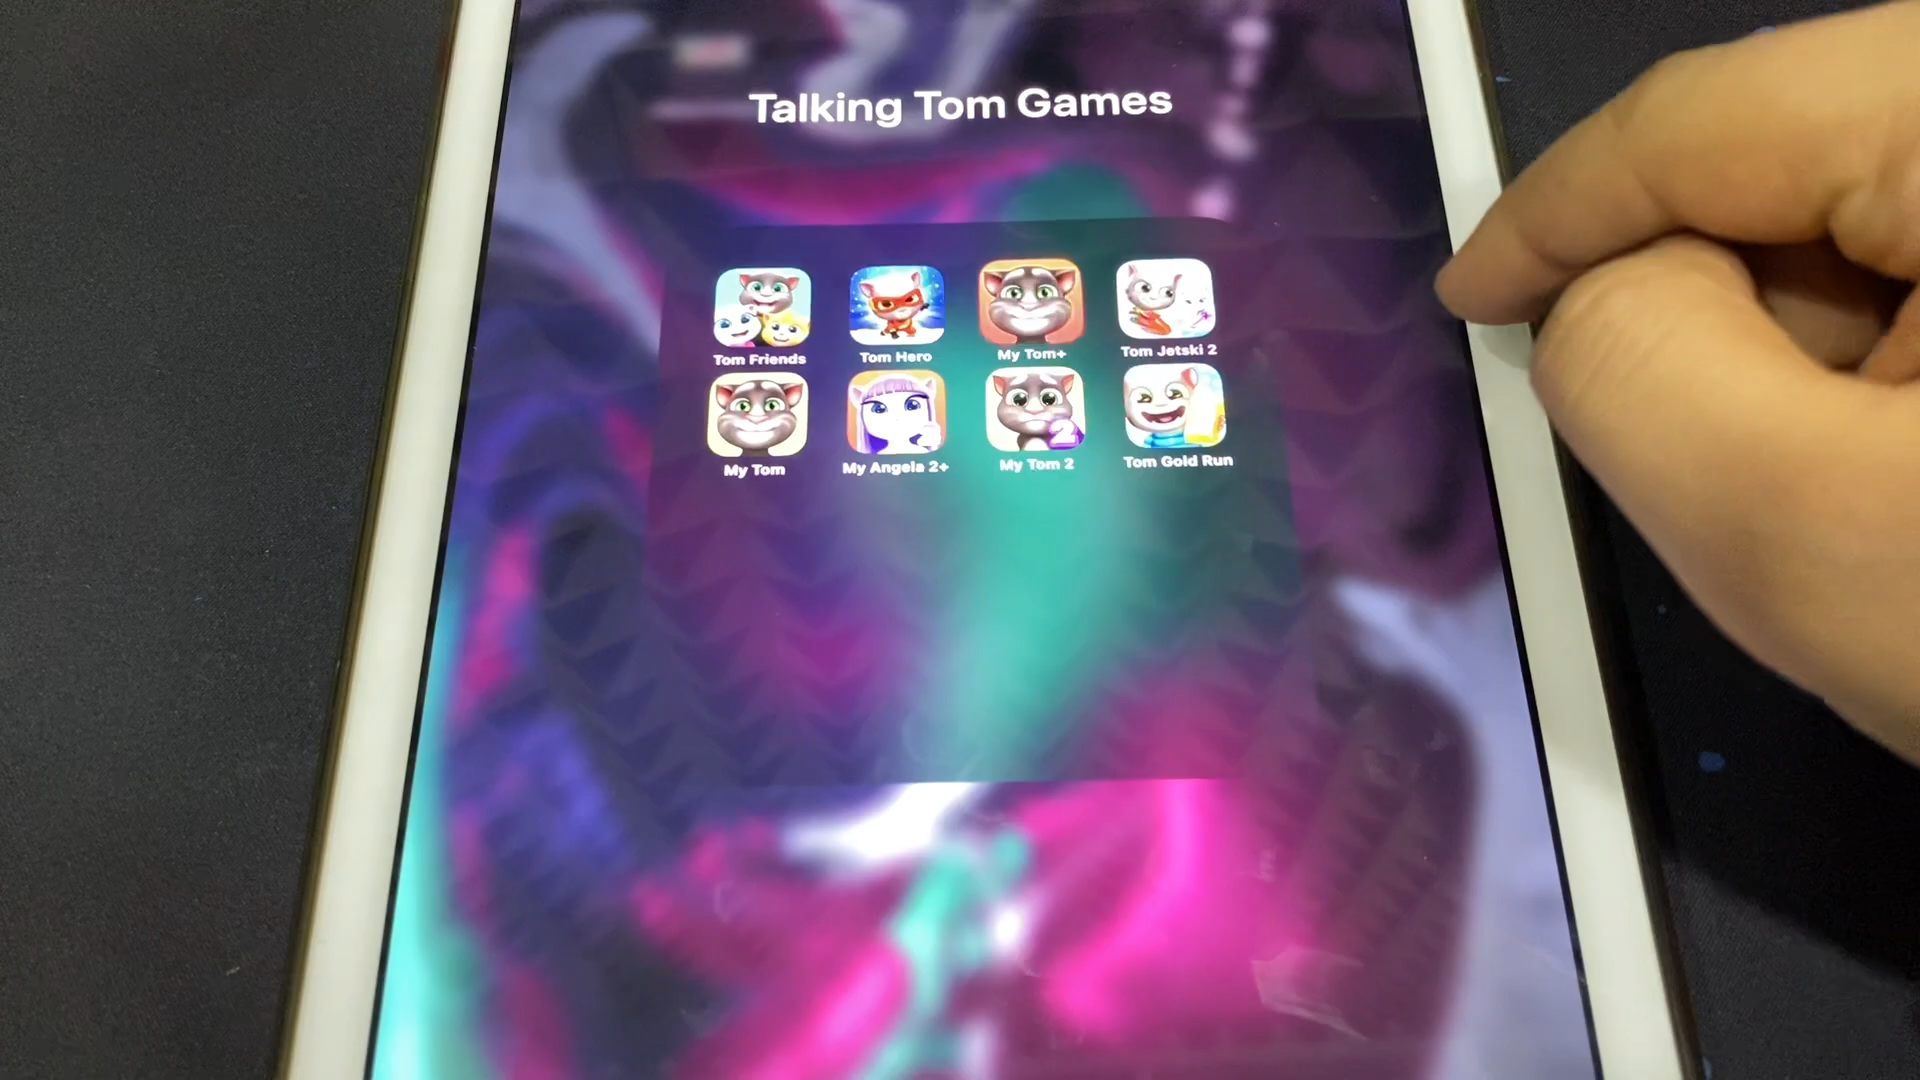 Talking Tom Games
Tom Friends
Tom Hero
My Tom+
Tom Jetski 2
My Tom
My Angela 2+
2
My Tom 2
Tom Gold Run